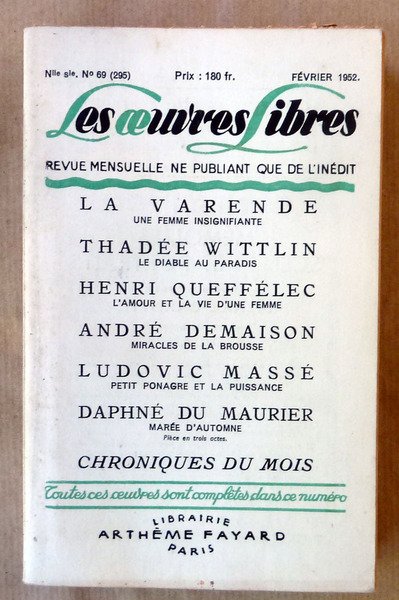 Nlle sie. No 69 (295) Prix : 180 fr. FÉVRIER 1952.
Les œuvres Libres
REVUE MENSUELLE NE PUBLIANT QUE DE L'INÉDIT
LA VARENDE
UNE FEMME INSIGNIFIANTE
THADÉE WITTLIN
LE DIABLE AU PARADIS
HENRI QUEFFÉLEC
L'AMOUR ET LA VIE D'UNE FEMME
ANDRÉ DEMAISON
MIRACLES DE LA BROUSSE
LUDOVIC MASSÉ
PETIT PONAGRE ET LA PUISSANCE
DAPHNÉ DU MAURIER
MARÉE D'AUTOMNE
Pièce en trois actes.
CHRONIQUES DU MOIS
Toutes ces œuvres sont complètes dans ce numéro
LIBRAIRIE
ARTHÈME FAYARD
PARIS